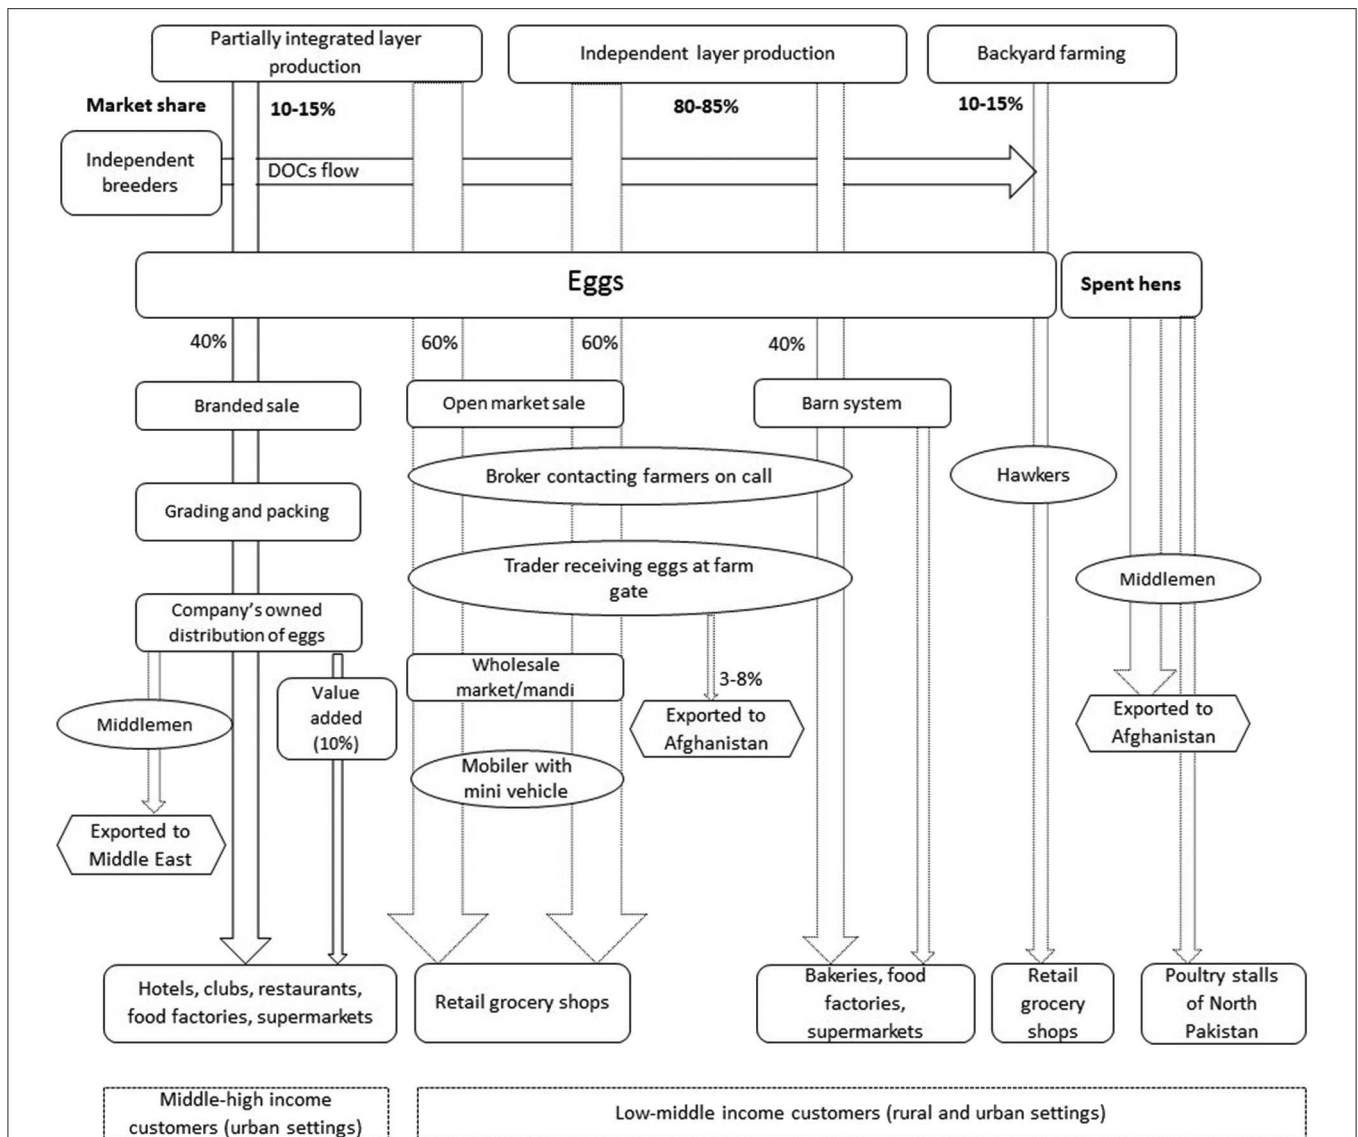 Partially integrated layer
production
Independent layer production
Backyard farming
Market share
10-15%
80-85%
10-15%
Independent
breeders
DOCs flow
Eggs
Spent hens
40%
60%
60%
40%
Branded sale
Open market sale
Barn system
Broker contacting farmers on call
Hawkers
Grading and packing
Trader receiving eggs at farm
gate
Middlemen
Company's owned
distribution of eggs
Wholesale
market/mandi
3-8%
Value
added
(10%)
Middlemen
Exported to
Afghanistan
Exported to
Afghanistan
Mobiler with
mini vehicle
Exported to
Middle East
Hotels, clubs, restaurants,
food factories, supermarkets
Retail grocery shops
Bakeries, food
factories,
supermarkets
Retail
grocery
shops
Poultry stalls
of North
Pakistan
Middle-high income
customers (urban settings)
Low-middle income customers (rural and urban settings)